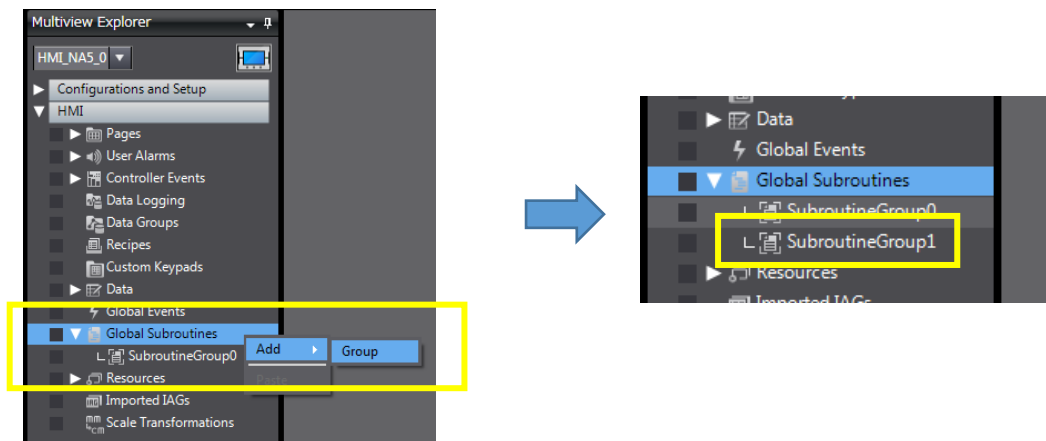 Multiview Explorer
HMI_NA5_0
Configurations and Setup
HMI
Pages
User Alarms
Controller Events
Data Logging
Data Groups
Recipes
Custom Keypads
Data
Global Events
Global Subroutines
SubroutineGroup0
Add
Group
Paste
Resources
Imported IAGs
Scale Transformations
Data
Global Events
Global Subroutines
SubroutineGroup0
SubroutineGroup1
Resources
Imported IAGs